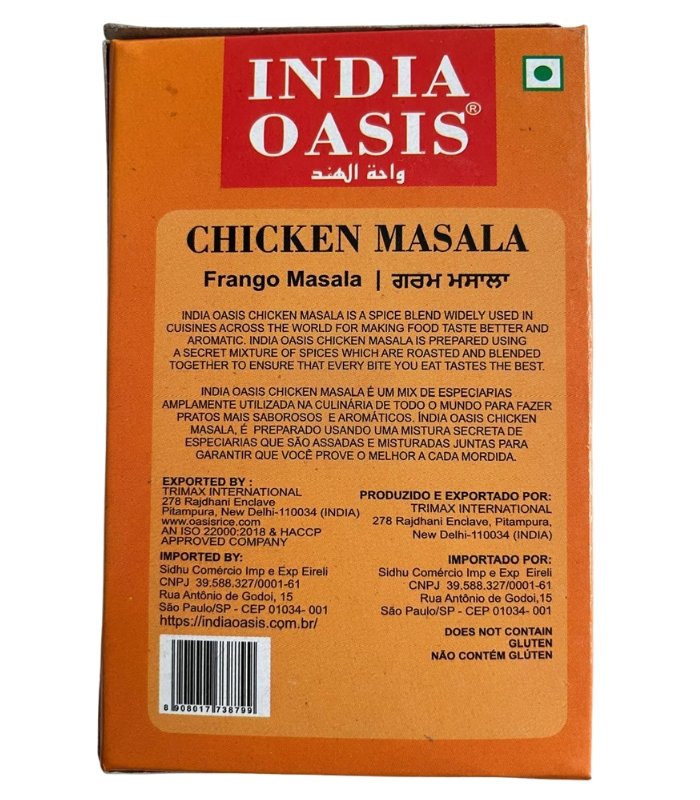 INDIA
OASIS®
واحة الهند
CHICKEN MASALA
Frango Masala | ਗਰਮ ਮਸਾਲਾ
INDIA OASIS CHICKEN MASALA IS A SPICE BLEND WIDELY USED IN
CUISINES ACROSS THE WORLD FOR MAKING FOOD TASTE BETTER AND
AROMATIC. INDIA OASIS CHICKEN MASALA IS PREPARED USING
A SECRET MIXTURE OF SPICES WHICH ARE ROASTED AND BLENDED
TOGETHER TO ENSURE THAT EVERY BITE YOU EAT TASTES THE BEST.
INDIA OASIS CHICKEN MASALA É UM MIX DE ESPECIARIAS
AMPLAMENTE UTILIZADA NA CULINÁRIA DE TODO O MUNDO PARA FAZER
PRATOS MAIS SABOROSOS E AROMÁTICOS. ÍNDIA OASIS CHICKEN
MASALA, É PREPARADO USANDO UMA MISTURA SECRETA DE
ESPECIARIAS QUE SÃO ASSADAS E MISTURADAS JUNTAS PARA
GARANTIR QUE VOCÊ PROVE O MELHOR A CADA MORDIDA.
EXPORTED BY :
TRIMAX INTERNATIONAL
278 Rajdhani Enclave
Pitampura, New Delhi-110034 (INDIA)
www.oasisrice.com
AN ISO 22000:2018 & HACCP
APPROVED COMPANY
IMPORTED BY:
Sidhu Comércio Imp e Exp Eireli
CNPJ 39.588.327/0001-61
Rua Antônio de Godoi, 15
São Paulo/SP - CEP 01034- 001
https://indiaoasis.com.br/
PRODUZIDO E EXPORTADO POR:
TRIMAX INTERNATIONAL
278 Rajdhani Enclave, Pitampura,
New Delhi-110034 (INDIA)
IMPORTADO POR:
Sidhu Comércio Imp e Exp Eireli
CNPJ 39.588.327/0001-61
Rua Antônio de Godoi,15
São Paulo/SP - CEP 01034- 001
DOES NOT CONTAIN
GLUTEN
NÃO CONTÉM GLÚTEN
8 908017 738799